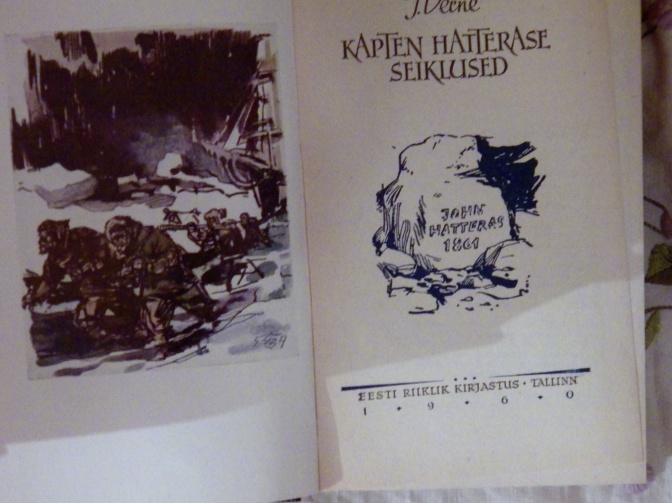 J. Verne
KAPTEN HATTERASE
SEIKLUSED
JOHN
HATTERAS
1861
EESTI RIIKLIK KIRJASTUS • TALLINN
1 • 9 • 6 • 0